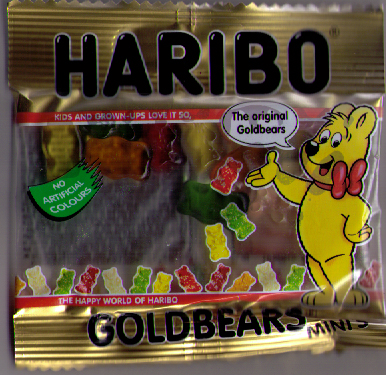 HARIBO
KIDS AND GROWN-UPS LOVE IT SO,
The original
Goldbears
NO
ARTIFICIAL
COLOURS
THE HAPPY WORLD OF HARIBO
GOLDBEARS MINIS